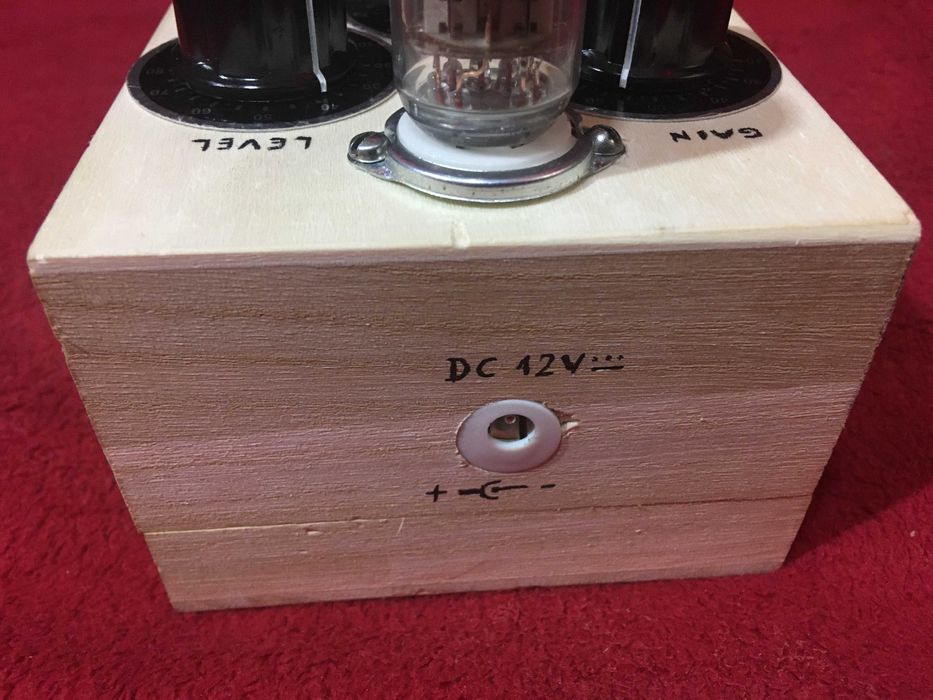 LEVEL
GAIN
DC 12V
+ -